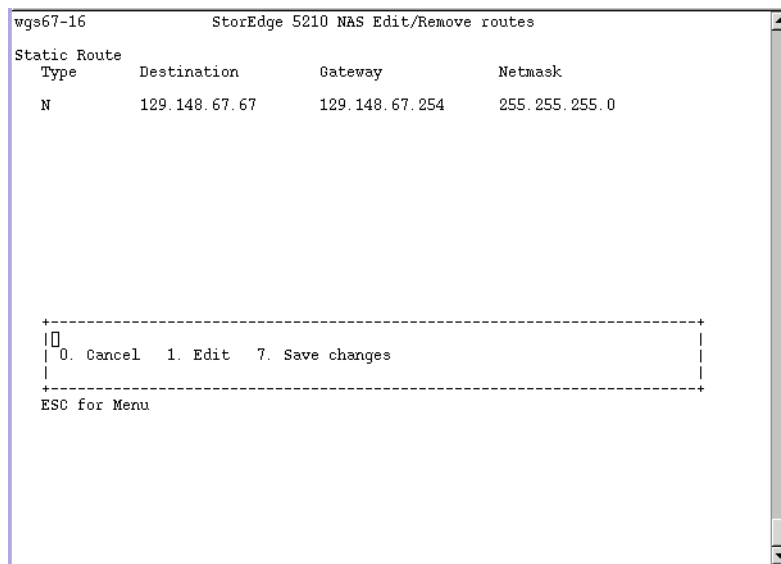 wgs67-16 StorEdge 5210 NAS Edit/Remove routes
Static Route
Type Destination Gateway Netmask
N 129.148.67.67 129.148.67.254 255.255.255.0
0. Cancel 1. Edit 7. Save changes
ESC for Menu